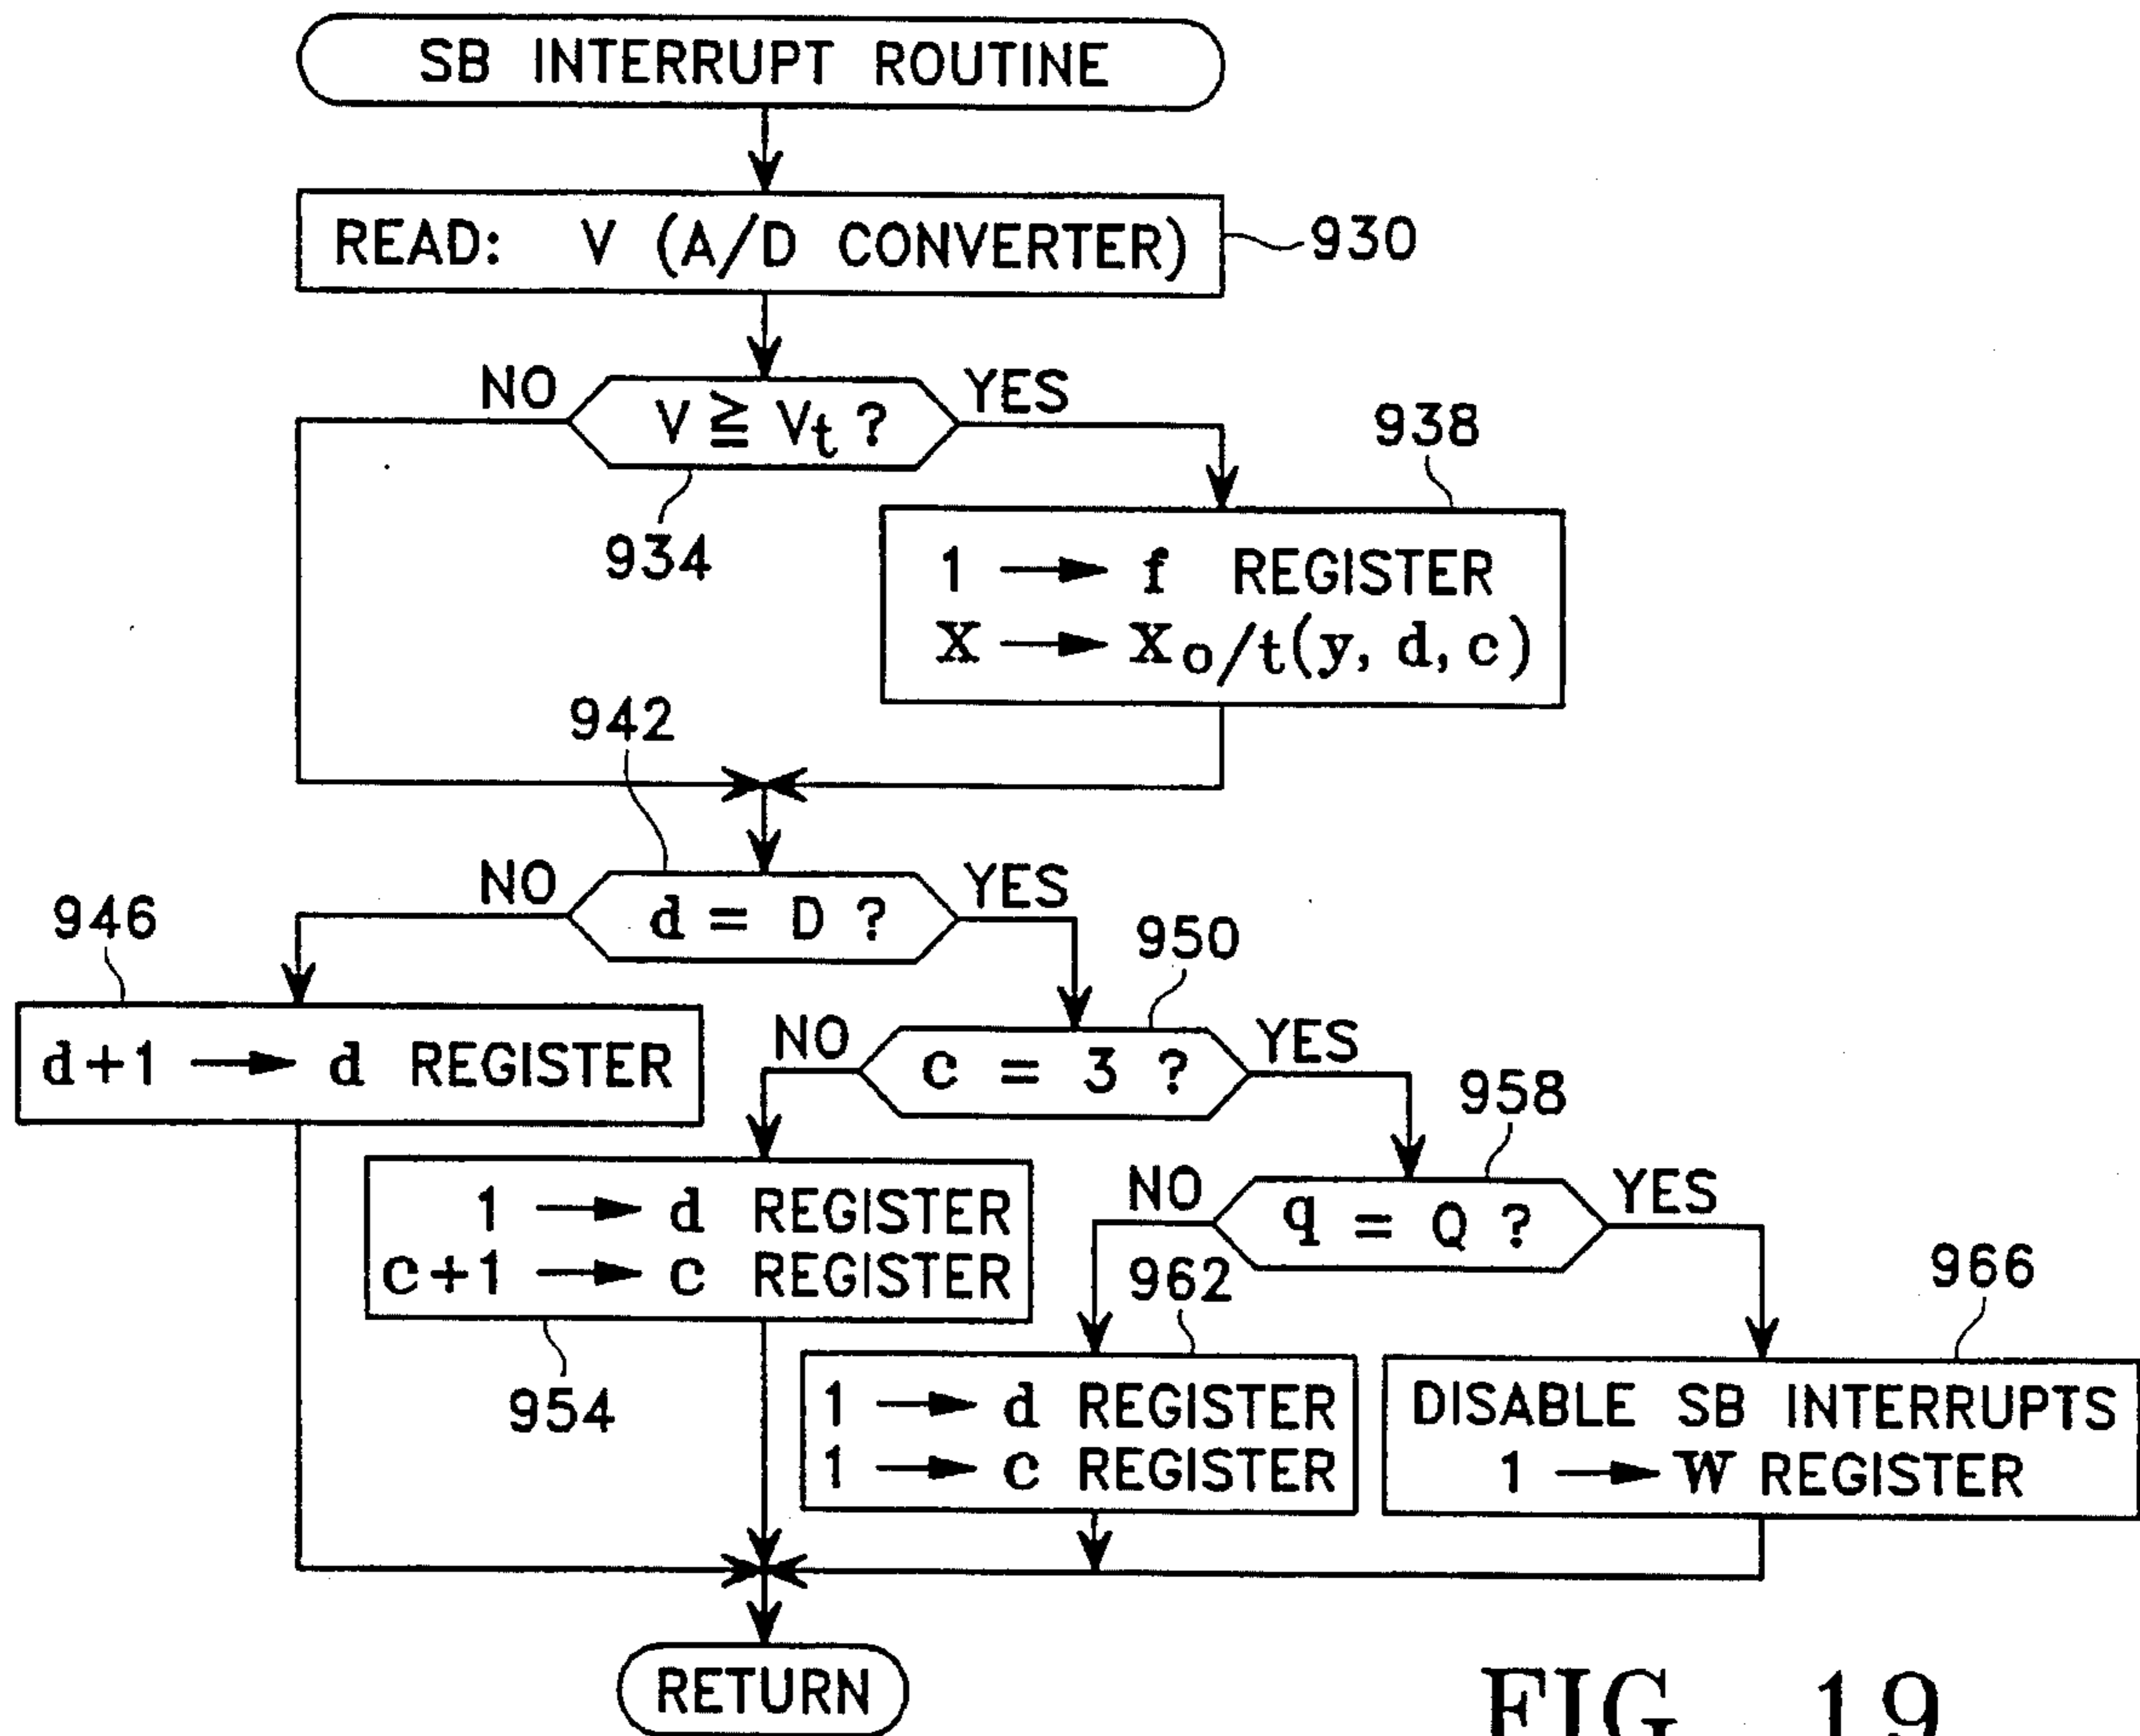 SB INTERRUPT ROUTINE
READ: V (A/D CONVERTER)
930
NO
V ≧ Vt ?
YES
934
938
1 → f REGISTER
X → Xo/t(y, d, c)
942
NO
d = D ?
YES
946
d+1 → d REGISTER
950
NO
c = 3 ?
YES
954
1 → d REGISTER
c+1 → c REGISTER
958
NO
q = Q ?
YES
962
1 → d REGISTER
1 → c REGISTER
966
DISABLE SB INTERRUPTS
1 → W REGISTER
RETURN
FIG. 19